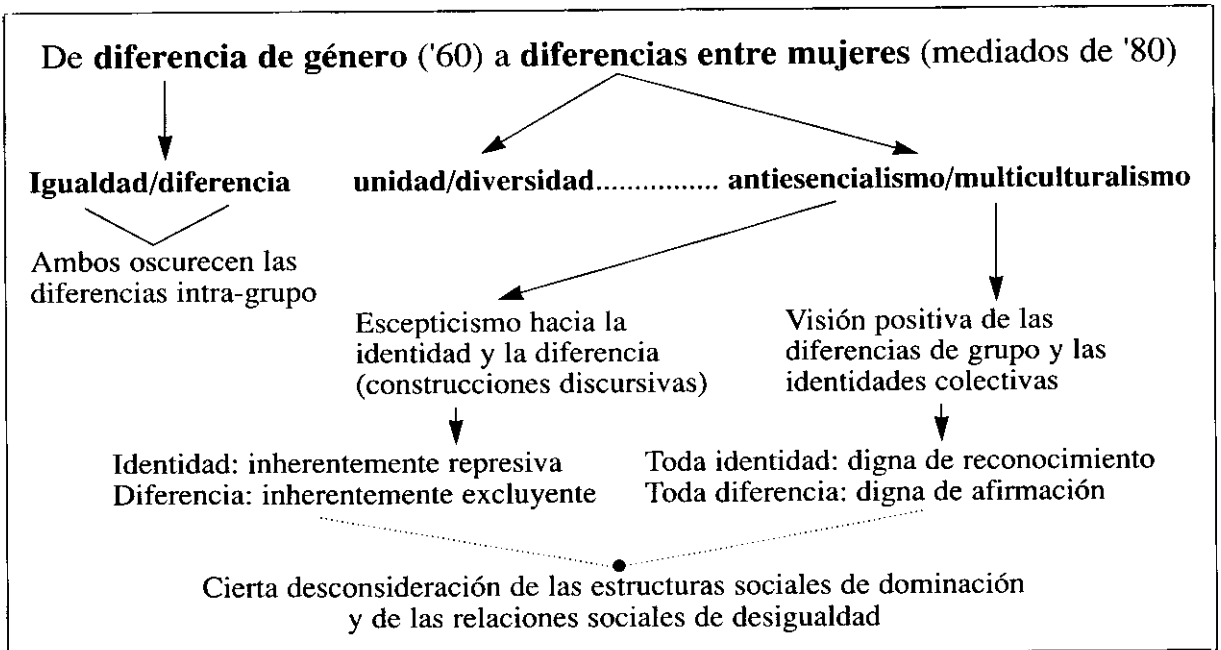 De diferencia de género ('60) a diferencias entre mujeres (mediados de '80)
Igualdad/diferencia unidad/diversidad................ antiesencialismo/multiculturalismo
Ambos oscurecen las
diferencias intra-grupo
Escepticismo hacia la
identidad y la diferencia
(construcciones discursivas)
Visión positiva de las
diferencias de grupo y las
identidades colectivas
Identidad: inherentemente represiva
Diferencia: inherentemente excluyente
Toda identidad: digna de reconocimiento
Toda diferencia: digna de afirmación
Cierta desconsideración de las estructuras sociales de dominación
y de las relaciones sociales de desigualdad